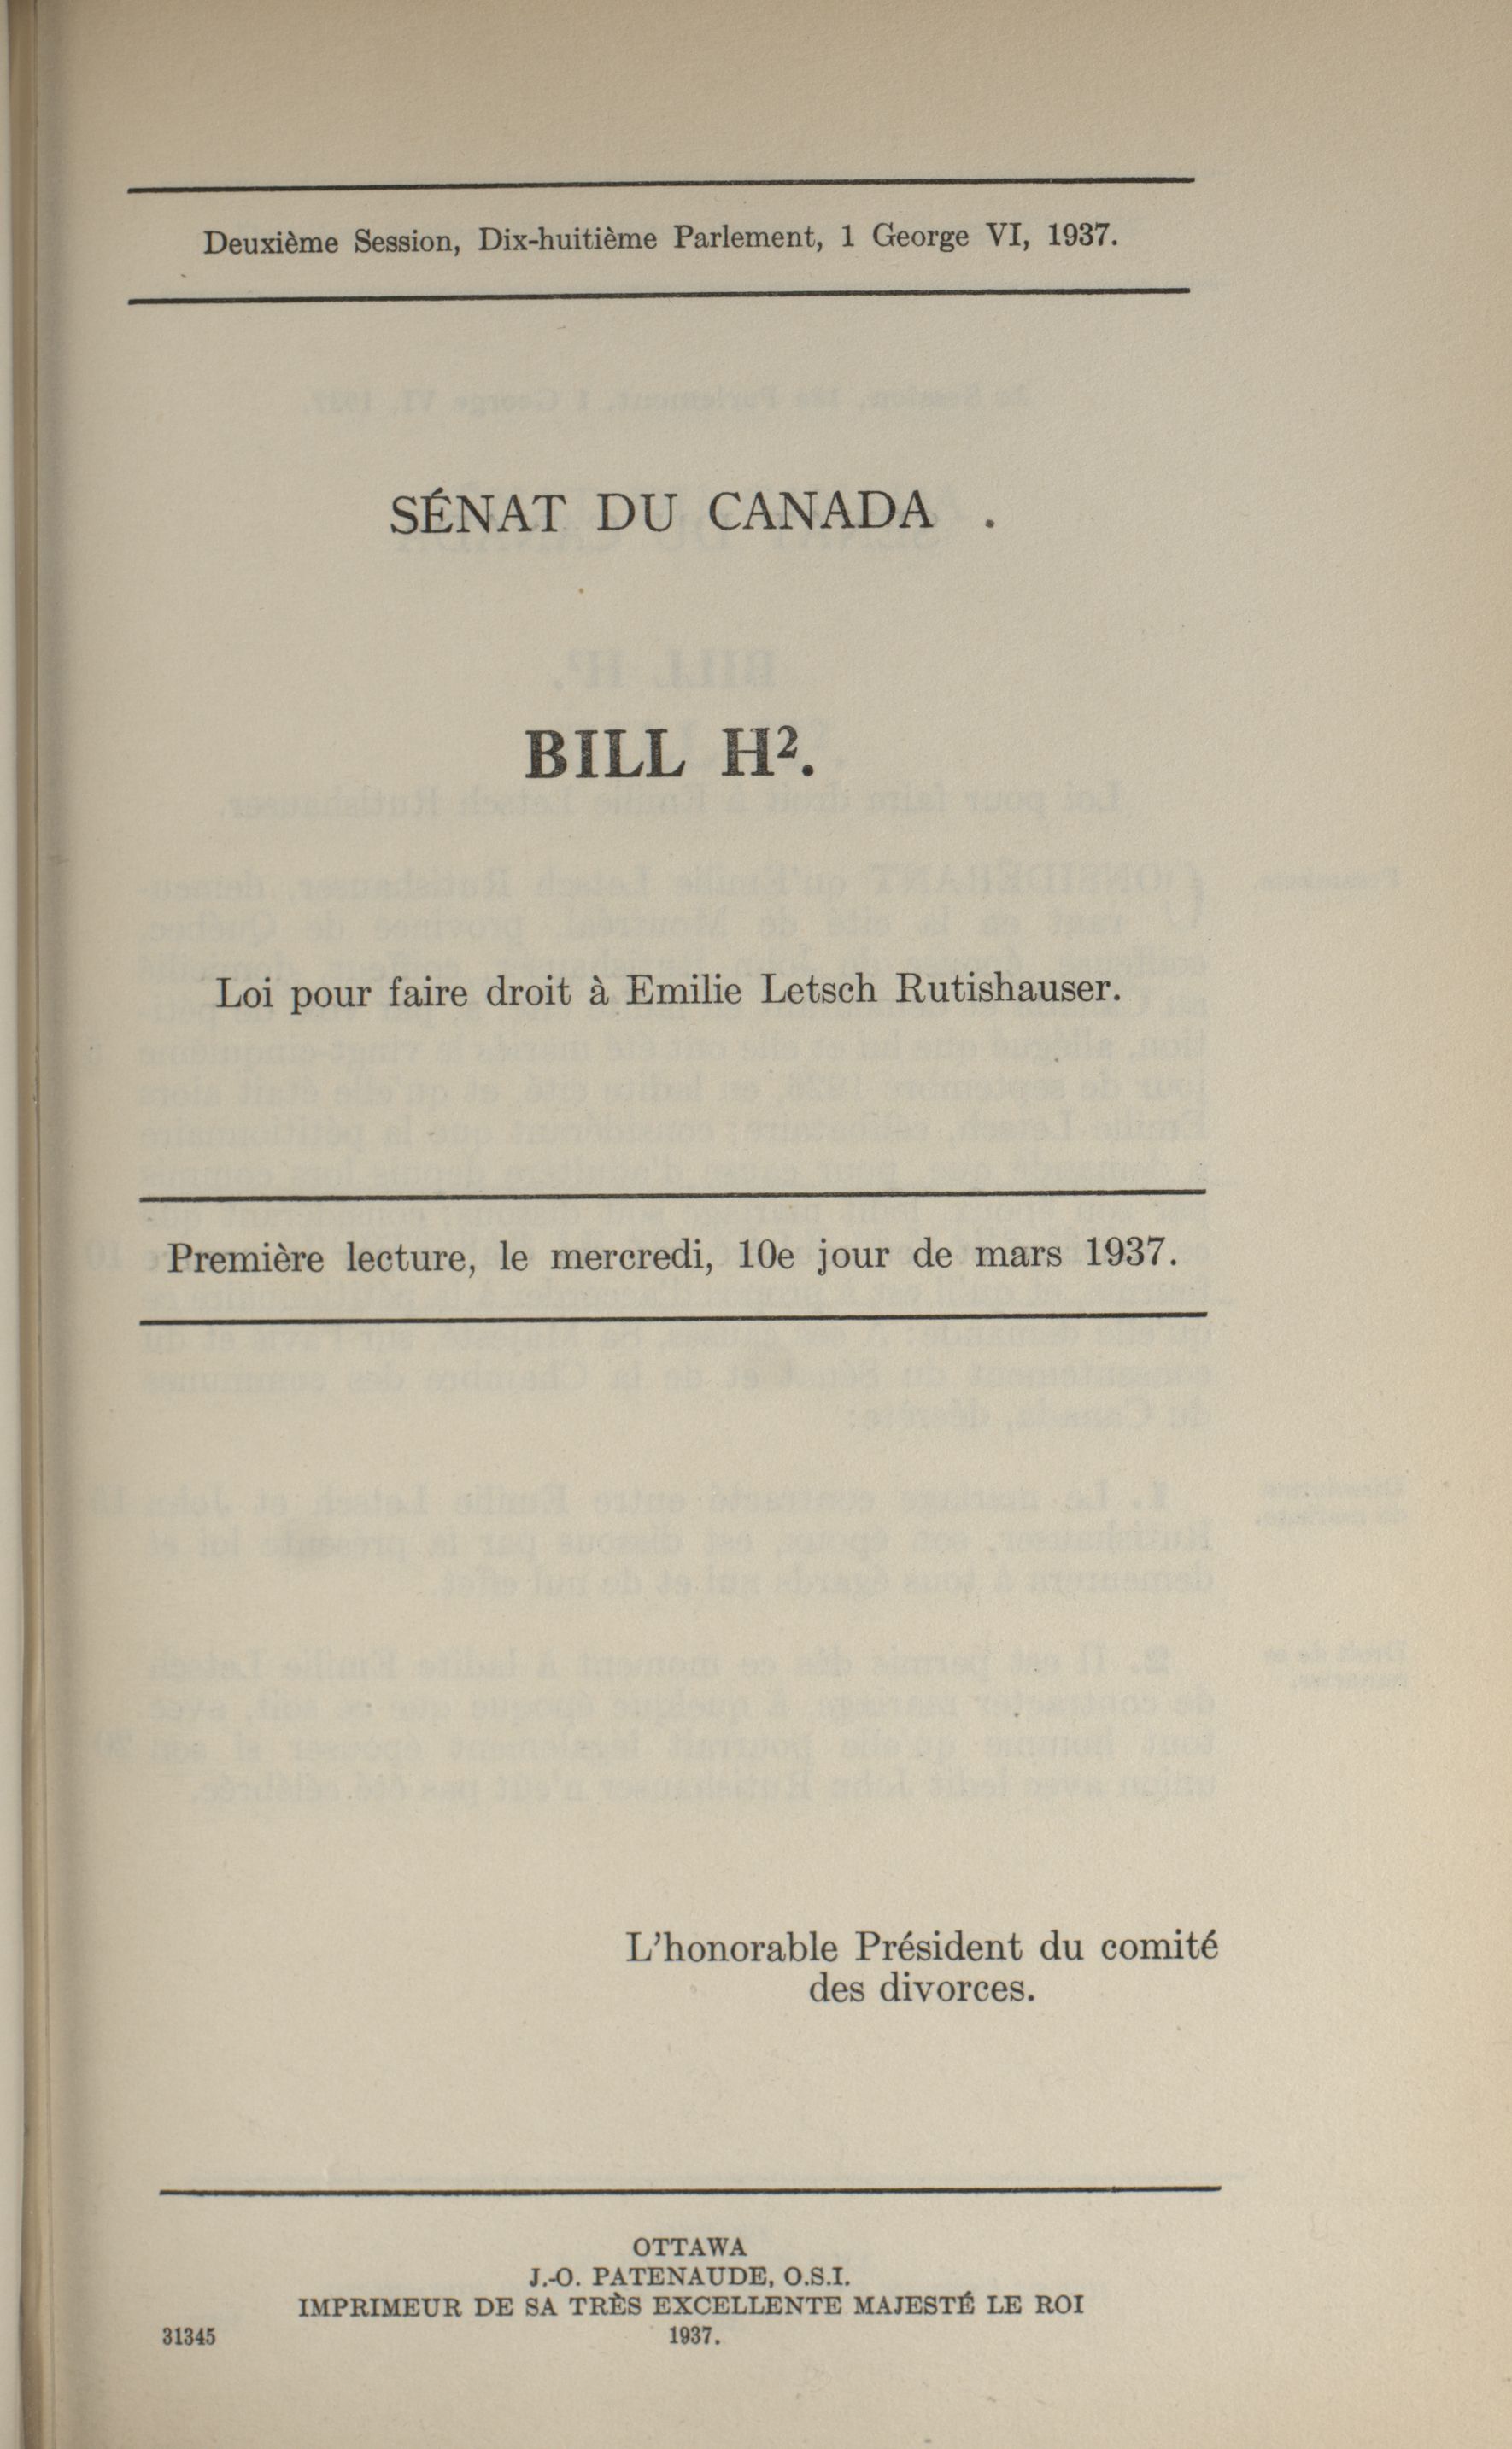 Deuxième Session, Dix-huitième Parlement, 1 George VI, 1937.
SÉNAT DU CANADA .
BILL H².
Loi pour faire droit à Emilie Letsch Rutishauser.
Première lecture, le mercredi, 10e jour de mars 1937.
L'honorable Président du comité
des divorces.
OTTAWA
J.-O. PATENAUDE, O.S.I.
IMPRIMEUR DE SA TRÈS EXCELLENTE MAJESTÉ LE ROI
31345 1937.